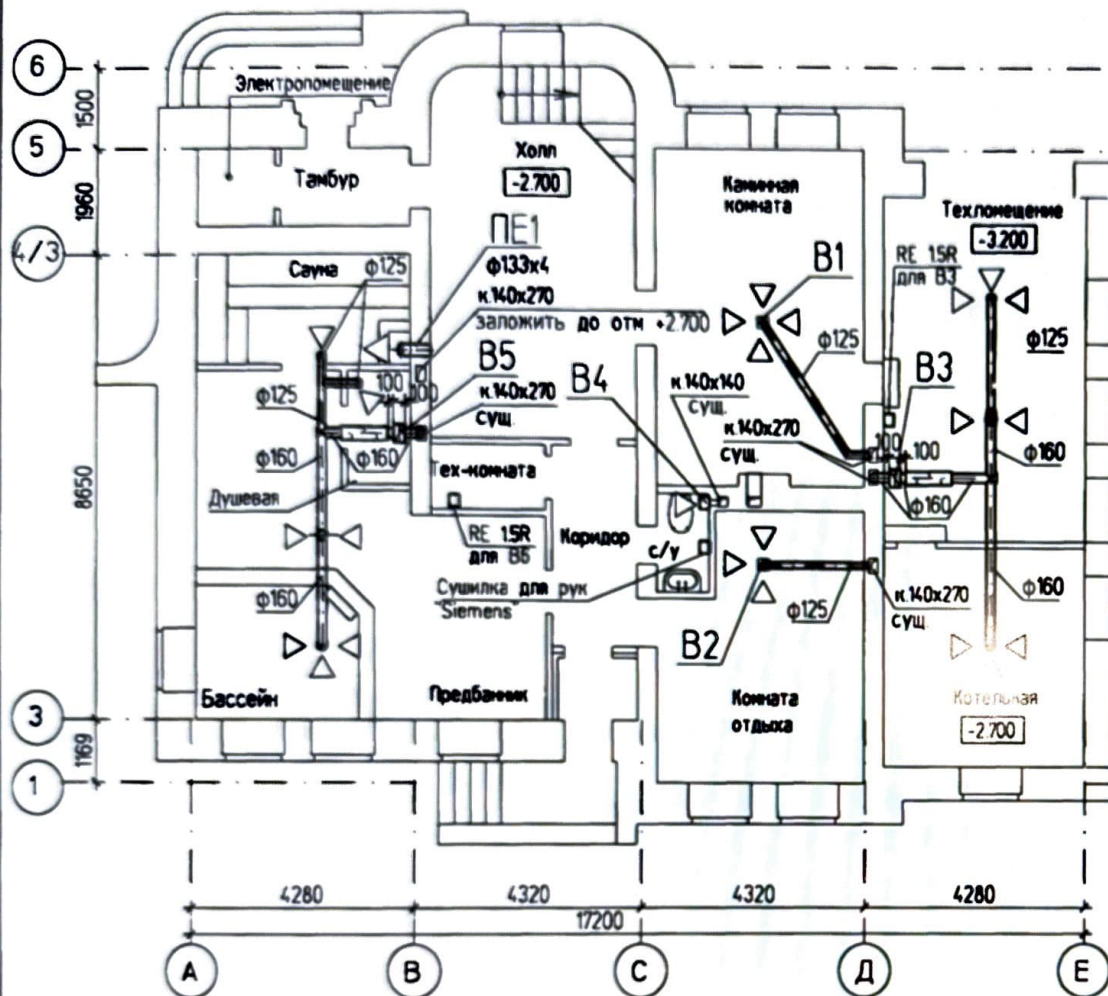 6
Электропомещение
1500
5
Холл
-2.700
Тамбур
Каминная
комната
1960
ПЕ1
Техпомещение
-3.200
4/3
Сауна
ф125
ф133х4
В1
RE 1.5R
для В3
к.140х270
заложить до отм +2.700
ф125
ф125
100
100
В5
В4
к.140х140
сущ.
В3
ф125
к.140х270
сущ.
к.140х270
сущ.
100
100
ф160
ф160
ф160
Тех-комната
8650
Душевая
ф160
RE 1.5R
для В5
Коридор
с/у
Сушилка для рук
"Siemens"
ф160
ф125
к.140х270
сущ.
ф160
В2
Бассейн
Предбанник
Комната
отдыха
Котельная
-2.700
3
1169
1
4280
4320
4320
4280
17200
А
В
С
Д
Е